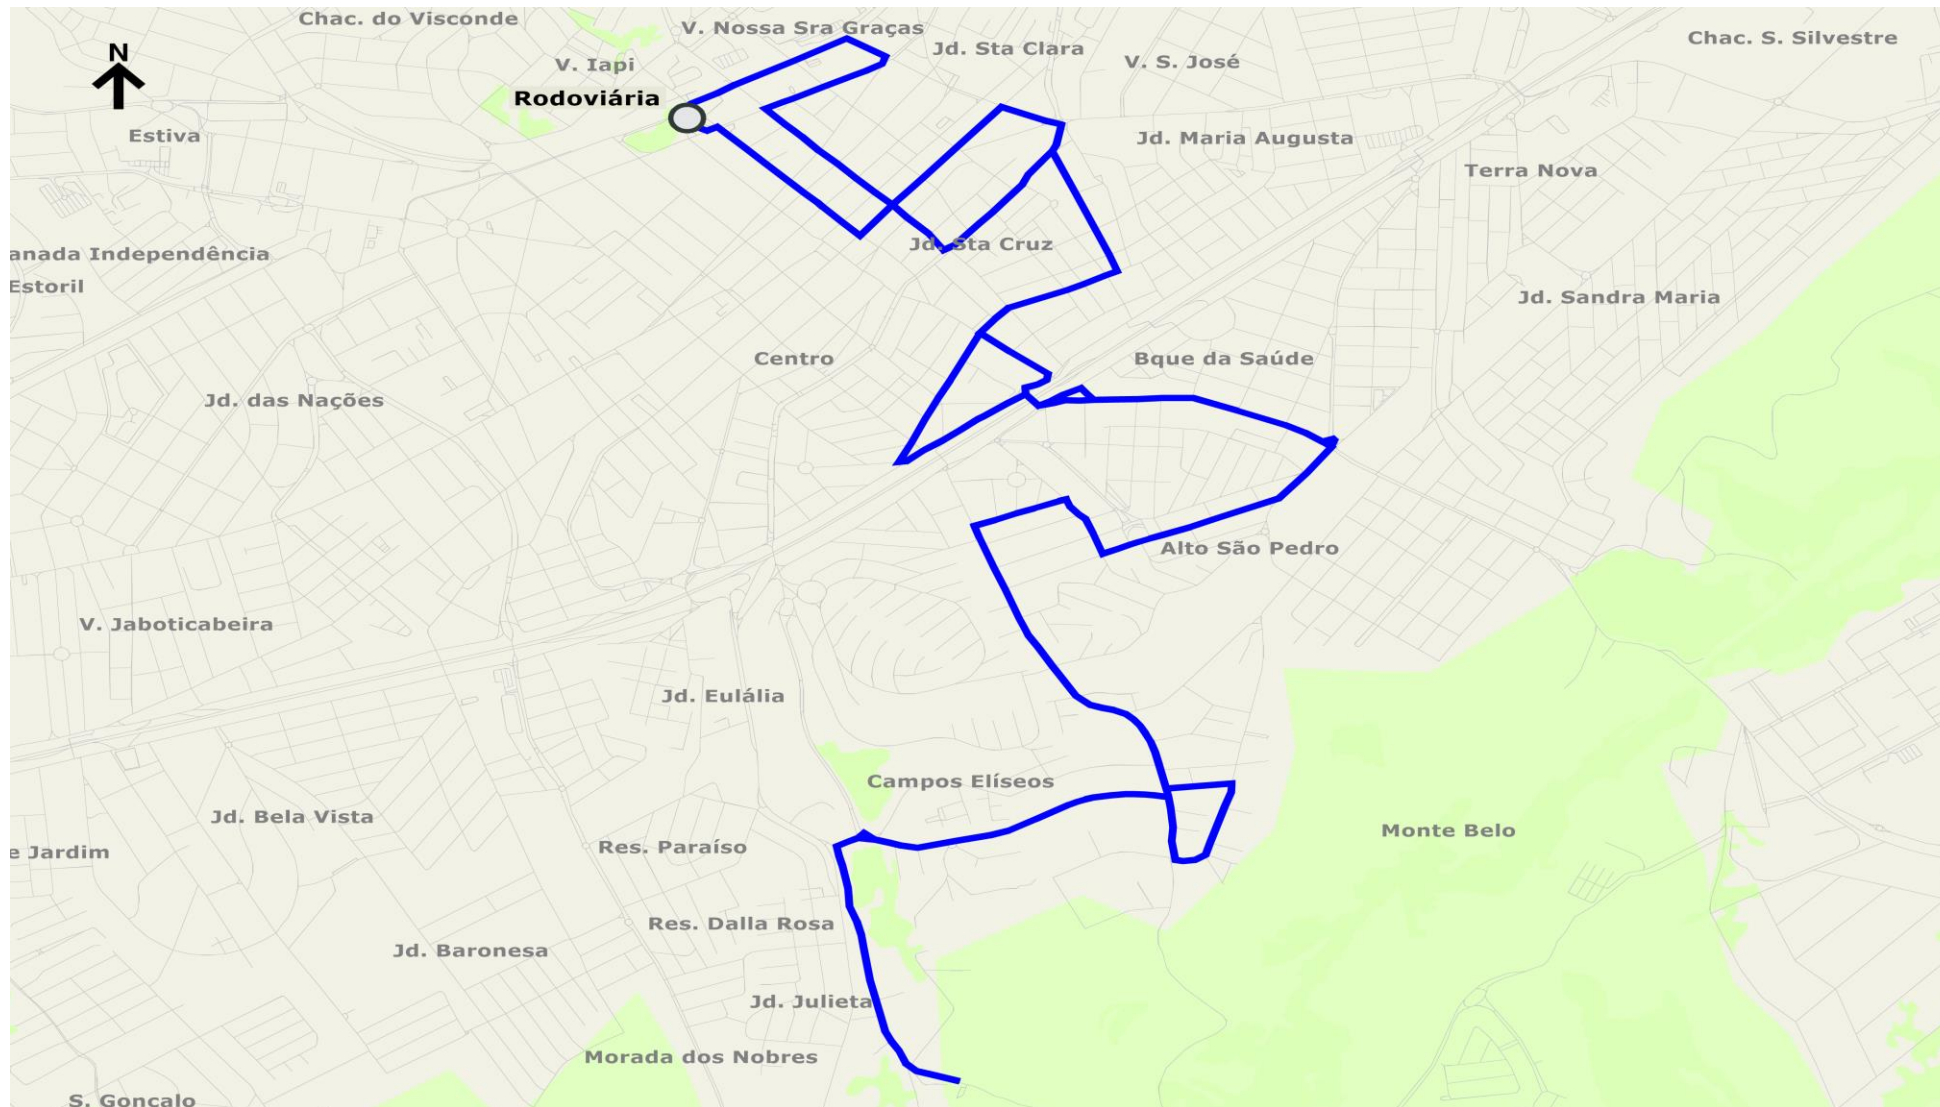 Chac. do Visconde
V. Nossa Sra Graças
Chac. S. Silvestre
Jd. Sta Clara
N
V. Iapi
V. S. José
Rodoviária
Estiva
Jd. Maria Augusta
Terra Nova
Jd. Sta Cruz
anada Independência
Estoril
Jd. Sandra Maria
Centro
Bque da Saúde
Jd. das Nações
Alto São Pedro
V. Jaboticabeira
Jd. Eulália
Campos Elíseos
Jd. Bela Vista
Monte Belo
Res. Paraíso
e Jardim
Res. Dalla Rosa
Jd. Baronesa
Jd. Julieta
Morada dos Nobres
S. Gonçalo